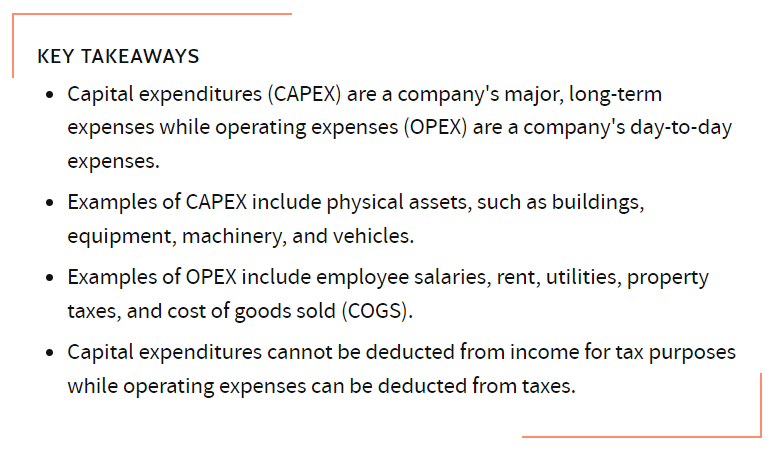 KEY TAKEAWAYS
• Capital expenditures (CAPEX) are a company's major, long-term
expenses while operating expenses (OPEX) are a company's day-to-day
expenses.
• Examples of CAPEX include physical assets, such as buildings,
equipment, machinery, and vehicles.
• Examples of OPEX include employee salaries, rent, utilities, property
taxes, and cost of goods sold (COGS).
• Capital expenditures cannot be deducted from income for tax purposes
while operating expenses can be deducted from taxes.